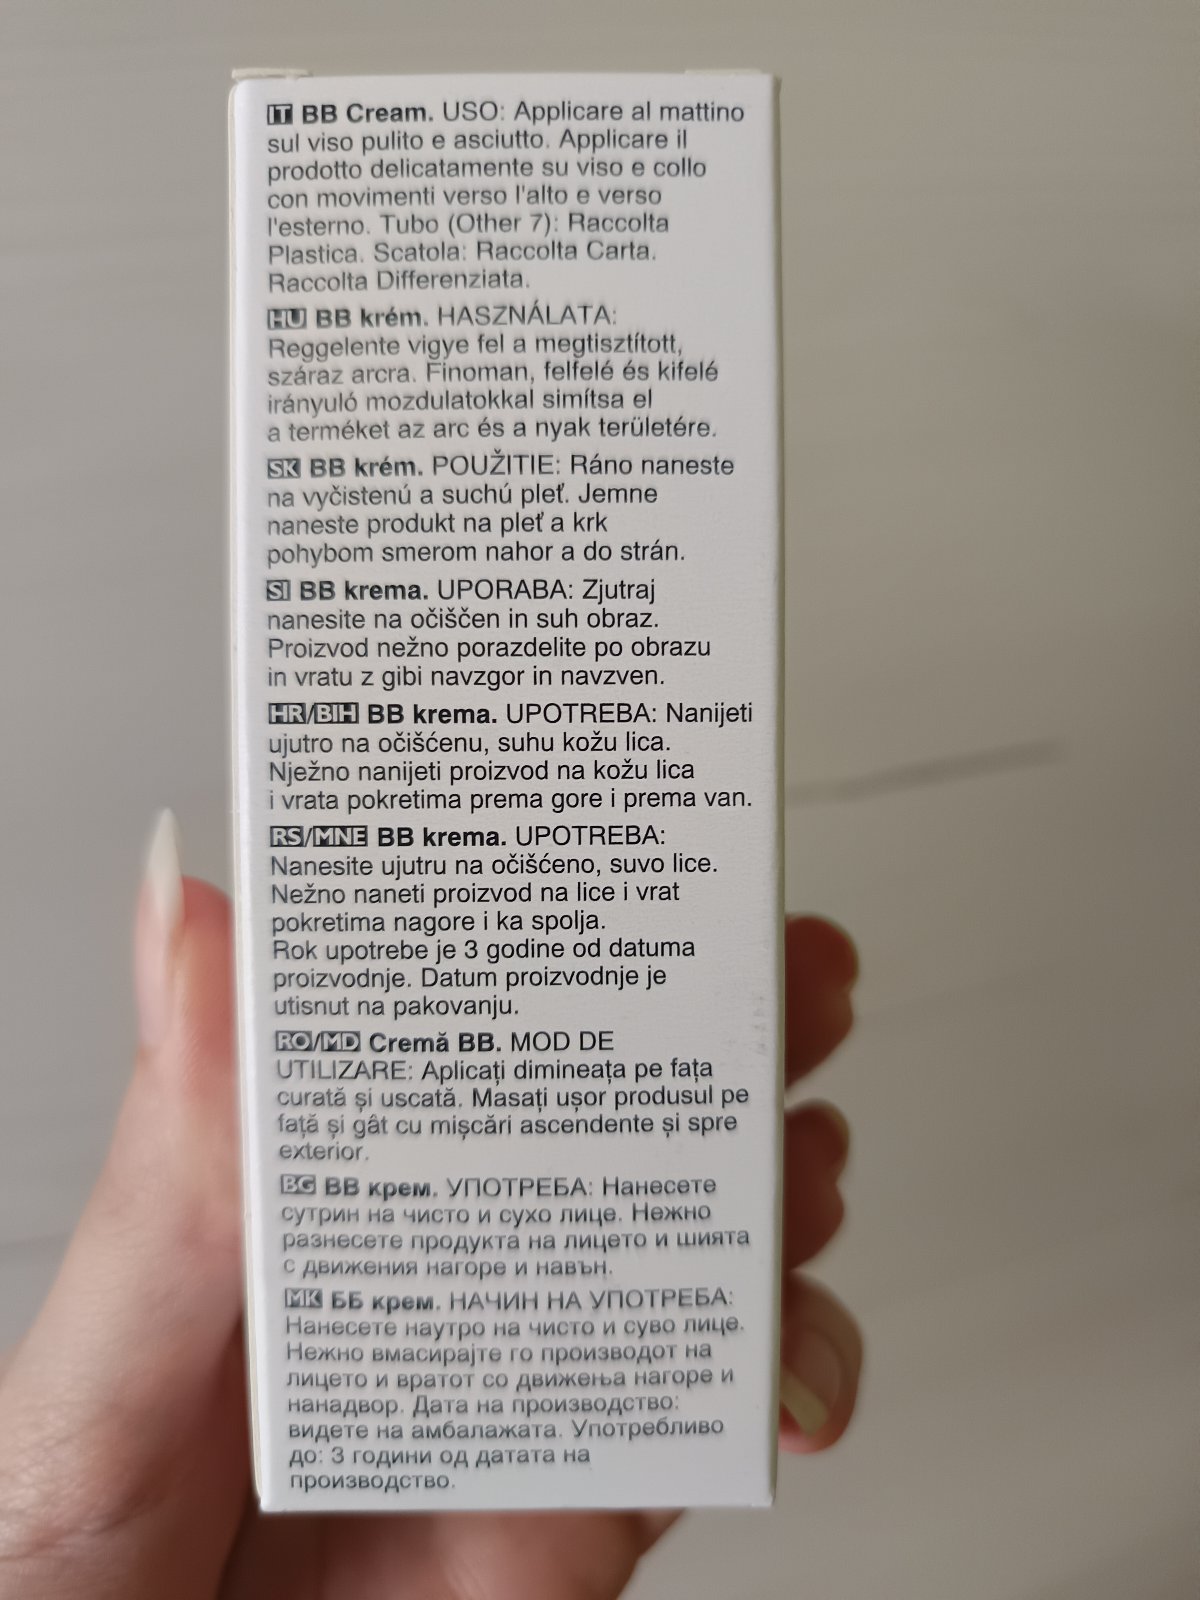 IT BB Cream. USO: Applicare al mattino
sul viso pulito e asciutto. Applicare il
prodotto delicatamente su viso e collo
con movimenti verso l'alto e verso
l'esterno. Tubo (Other 7): Raccolta
Plastica. Scatola: Raccolta Carta.
Raccolta Differenziata.
HU BB krém. HASZNÁLATA:
Reggelente vigye fel a megtisztított,
száraz arcra. Finoman, felfelé és kifelé
irányuló mozdulatokkal simítsa el
a terméket az arc és a nyak területére.
SK BB krém. POUŽITIE: Ráno naneste
na vyčistenú a suchú pleť. Jemne
naneste produkt na pleť a krk
pohybom smerom nahor a do strán.
SI BB krema. UPORABA: Zjutraj
nanesite na očiščen in suh obraz.
Proizvod nežno porazdelite po obrazu
in vratu z gibi navzgor in navzven.
HR/BIH BB krema. UPOTREBA: Nanijeti
ujutro na očišćenu, suhu kožu lica.
Nježno nanijeti proizvod na kožu lica
i vrata pokretima prema gore i prema van.
RS/MNE BB krema. UPOTREBA:
Nanesite ujutru na očišćeno, suvo lice.
Nežno naneti proizvod na lice i vrat
pokretima nagore i ka spolja.
Rok upotrebe je 3 godine od datuma
proizvodnje. Datum proizvodnje je
utisnut na pakovanju.
RO/MD Cremă BB. MOD DE
UTILIZARE: Aplicați dimineața pe fața
curată și uscată. Masați ușor produsul pe
față și gât cu mișcări ascendente și spre
exterior.
BG BB крем. УПОТРЕБА: Нанесете
сутрин на чисто и сухо лице. Нежно
разнесете продукта на лицето и шията
с движения нагоре и навън.
MK ББ крем. НАЧИН НА УПОТРЕБА:
Нанесете наутро на чисто и суво лице.
Нежно вмасирајте го производот на
лицето и вратот со движења нагоре и
нанадвор. Дата на производство:
видете на амбалажата. Употребливо
до: 3 години од датата на
производство.